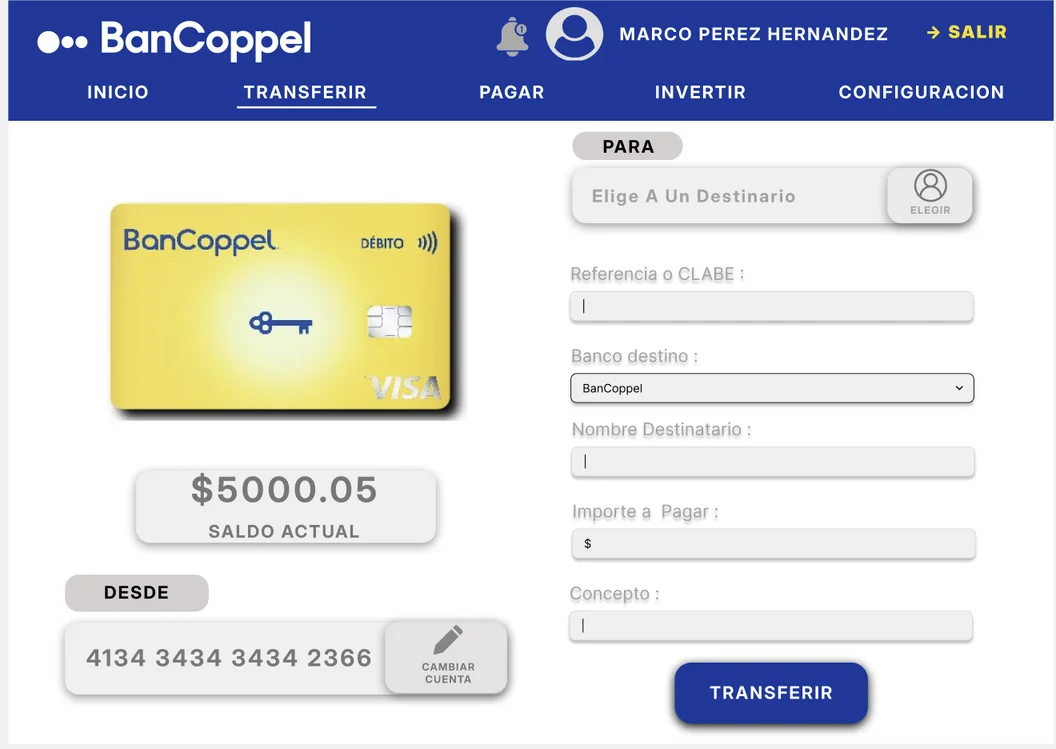 BanCoppel
1
MARCO PEREZ HERNANDEZ
→ SALIR
INICIO
TRANSFERIR
PAGAR
INVERTIR
CONFIGURACION
BanCoppel
DÉBITO
VISA
$5000.05
SALDO ACTUAL
DESDE
4134 3434 3434 2366
CAMBIAR
CUENTA
PARA
Elige A Un Destinario
ELEGIR
Referencia o CLABE :
Banco destino :
BanCoppel
Nombre Destinatario :
Importe a Pagar :
$
Concepto :
TRANSFERIR